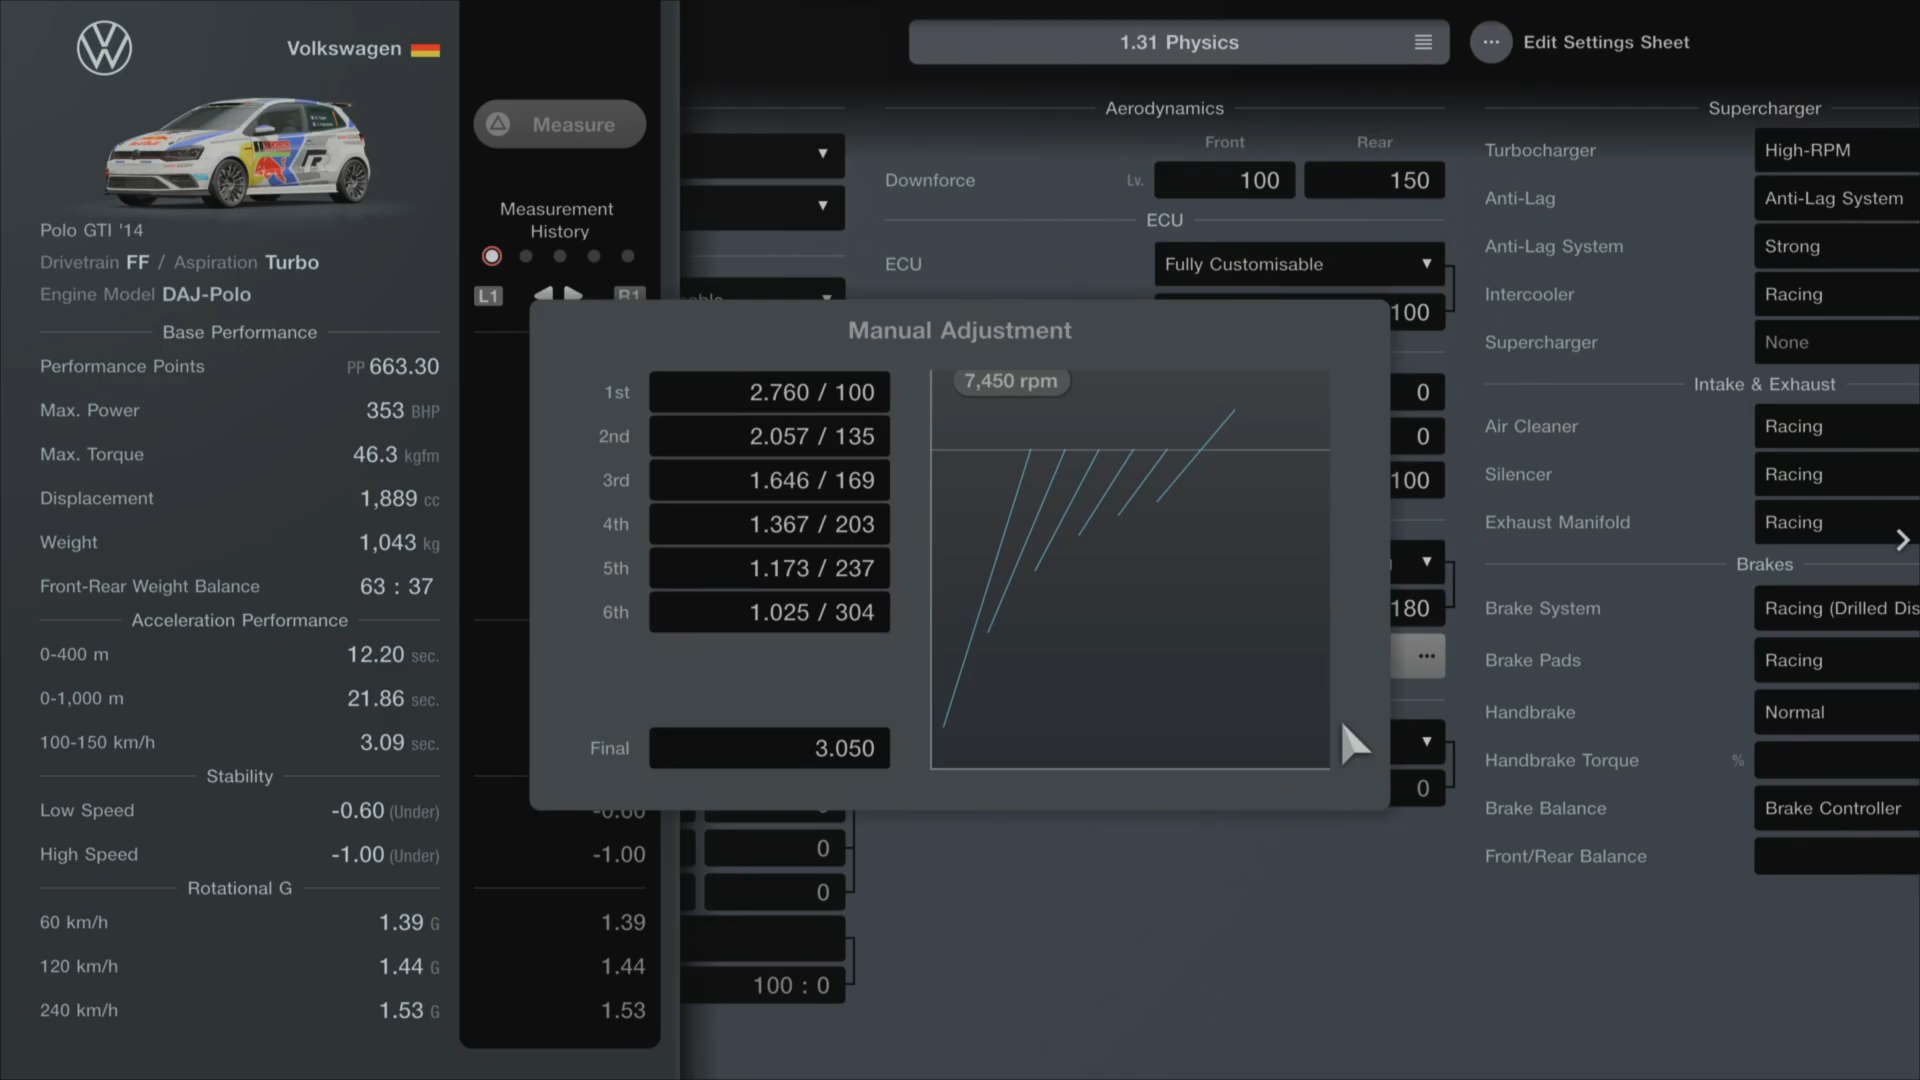 Volkswagen
Polo GTI '14
Drivetrain FF / Aspiration Turbo
Engine Model DAJ-Polo
Base Performance
Performance Points PP 663.30
Max. Power 353 BHP
Max. Torque 46.3 kgfm
Displacement 1,889 cc
Weight 1,043 kg
Front-Rear Weight Balance 63 : 37
Acceleration Performance
0-400 m 12.20 sec.
0-1,000 m 21.86 sec.
100-150 km/h 3.09 sec.
Stability
Low Speed -0.60 (Under)
High Speed -1.00 (Under)
Rotational G
60 km/h 1.39 G
120 km/h 1.44 G
240 km/h 1.53 G
Measure
Measurement
History
L1 R1
-0.60
-1.00
1.39
1.44
1.53
1.31 Physics
Edit Settings Sheet
Aerodynamics
Front Rear
Downforce Lv. 100 150
ECU
ECU Fully Customisable
100
0
0
100
180
0
Manual Adjustment
1st 2.760 / 100
2nd 2.057 / 135
3rd 1.646 / 169
4th 1.367 / 203
5th 1.173 / 237
6th 1.025 / 304
Final 3.050
7,450 rpm
0
0
100 : 0
Supercharger
Turbocharger High-RPM
Anti-Lag Anti-Lag System
Anti-Lag System Strong
Intercooler Racing
Supercharger None
Intake & Exhaust
Air Cleaner Racing
Silencer Racing
Exhaust Manifold Racing
Brakes
Brake System Racing (Drilled Dis
Brake Pads Racing
Handbrake Normal
Handbrake Torque %
Brake Balance Brake Controller
Front/Rear Balance